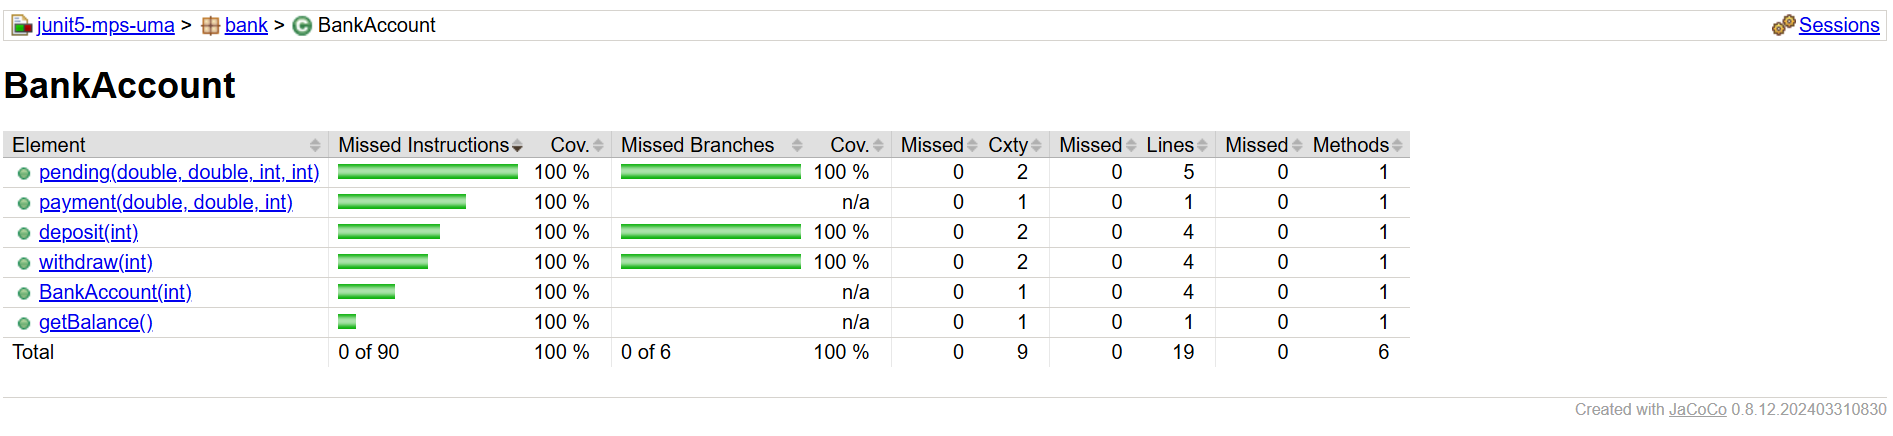 junit5-mps-uma > bank > BankAccount Sessions
BankAccount
Element Missed Instructions Cov. Missed Branches Cov. Missed Cxty Missed Lines Missed Methods
pending(double, double, int, int) 100 % 100 % 0 2 0 5 0 1
payment(double, double, int) 100 % n/a 0 1 0 1 0 1
deposit(int) 100 % 100 % 0 2 0 4 0 1
withdraw(int) 100 % 100 % 0 2 0 4 0 1
BankAccount(int) 100 % n/a 0 1 0 4 0 1
getBalance() 100 % n/a 0 1 0 1 0 1
Total 0 of 90 100 % 0 of 6 100 % 0 9 0 19 0 6
Created with JaCoCo 0.8.12.202403310830